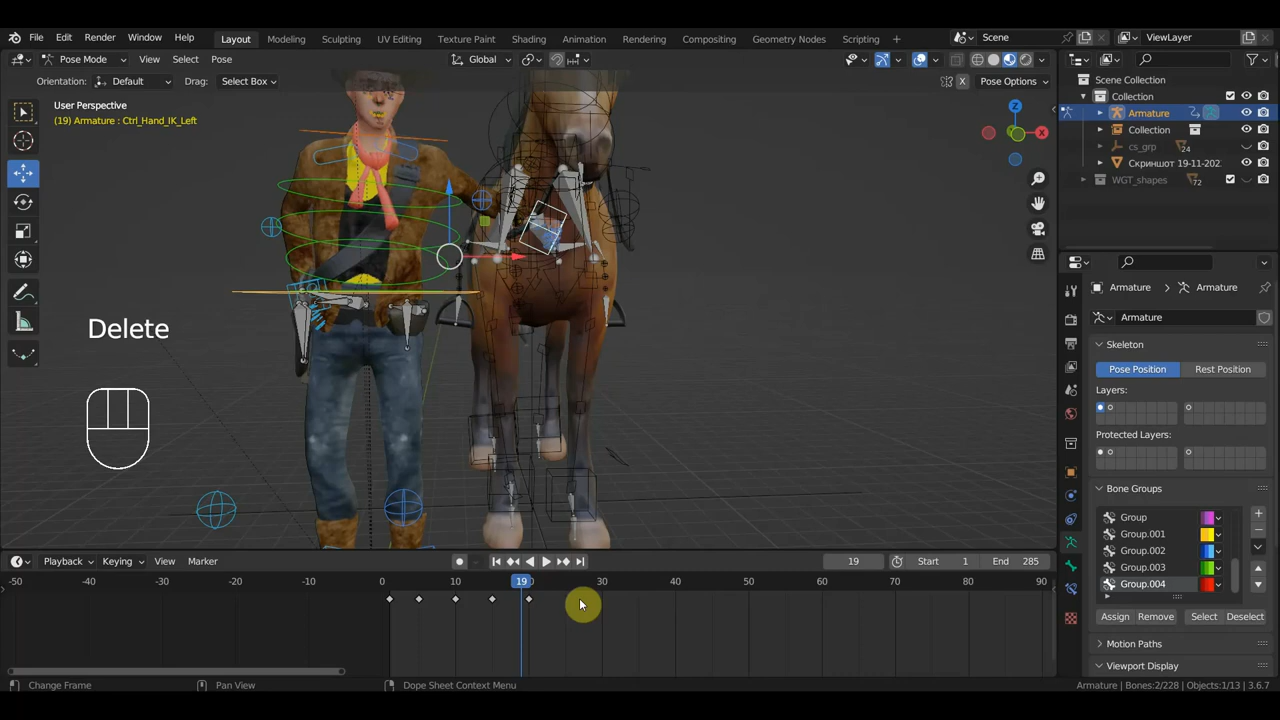 File Edit Render Window Help Layout Modeling Sculpting UV Editing Texture Paint Shading Animation Rendering Compositing Geometry Nodes Scripting + Scene ViewLayer
Pose Mode View Select Pose Global
Orientation: Default Drag: Select Box X Pose Options
User Perspective
(19) Armature : Ctrl_Hand_IK_Left
Z
X
Scene Collection
Collection
Armature
Collection
cs_grp 24
Скриншот 19-11-202
WGT_shapes 72
Armature Armature
Armature
Skeleton
Pose Position Rest Position
Layers:
Protected Layers:
Bone Groups
Group
Group.001
Group.002
Group.003
Group.004
Assign Remove Select Deselect
Motion Paths
Viewport Display
Delete
Playback Keying View Marker 19 Start 1 End 285
-50 -40 -30 -20 -10 0 10 19 30 40 50 60 70 80 90
Change Frame Pan View Dope Sheet Context Menu Armature | Bones:2/228 | Objects:1/13 | 3.6.7